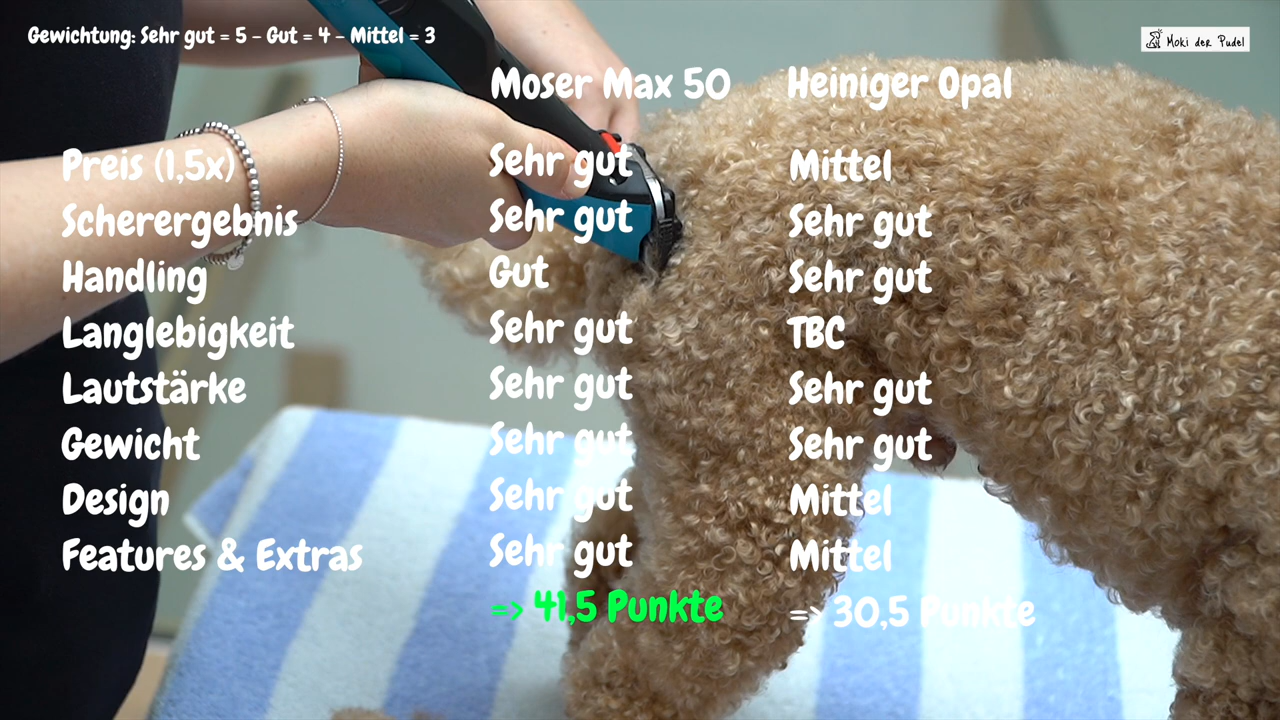 Gewichtung: Sehr gut = 5 - Gut = 4 - Mittel = 3
Moki der Pudel
Moser Max 50 Heiniger Opal
Preis (1,5x) Sehr gut Mittel
Scherergebnis Sehr gut Sehr gut
Handling Gut Sehr gut
Langlebigkeit Sehr gut TBC
Lautstärke Sehr gut Sehr gut
Gewicht Sehr gut Sehr gut
Design Sehr gut Mittel
Features & Extras Sehr gut Mittel
=> 41,5 Punkte => 30,5 Punkte